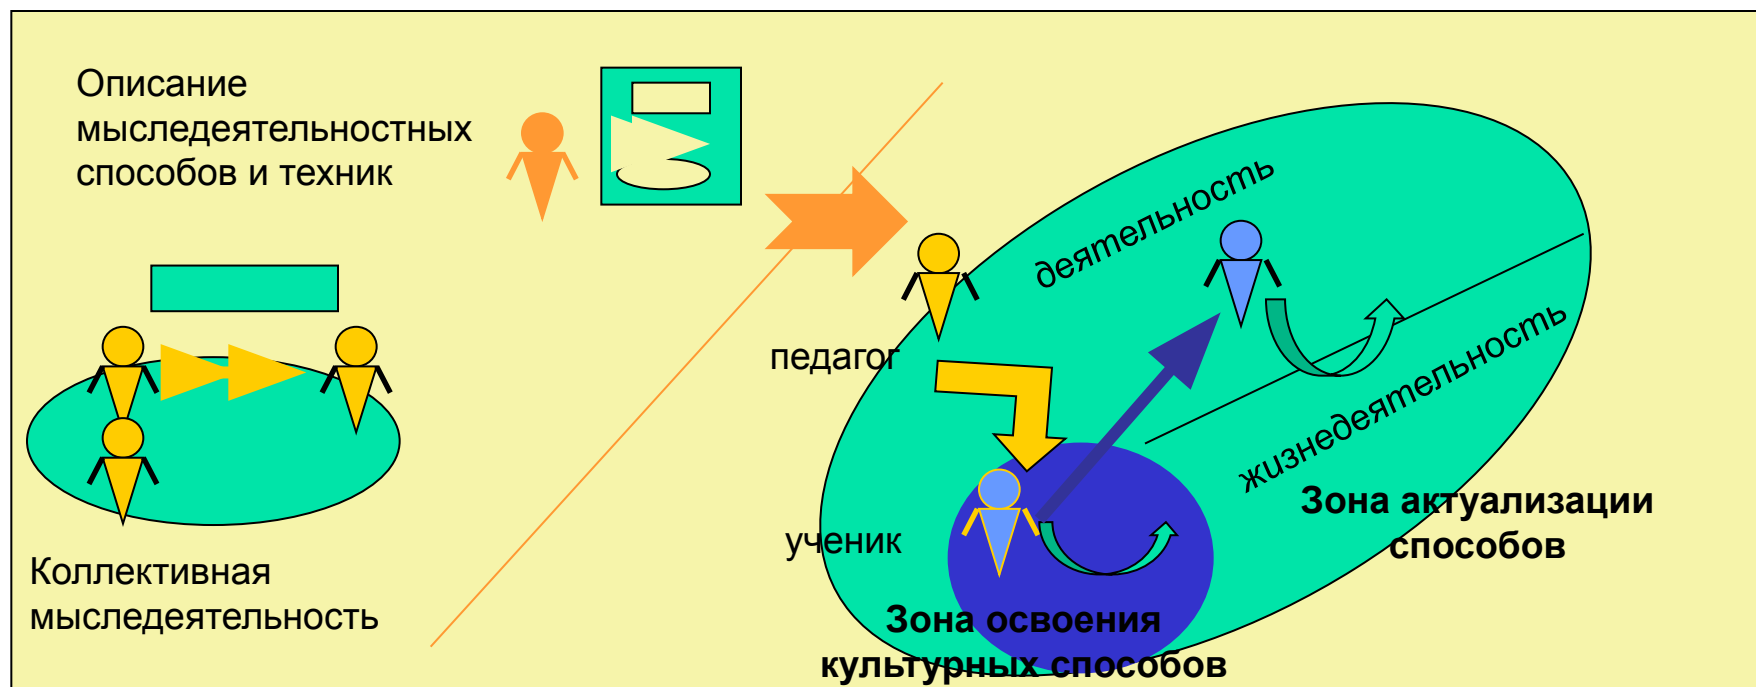 Описание
мыследеятельностных
способов и техник
Коллективная
мыследеятельность
педагог
ученик
деятельность
жизнедеятельность
Зона актуализации
способов
Зона освоения
культурных способов